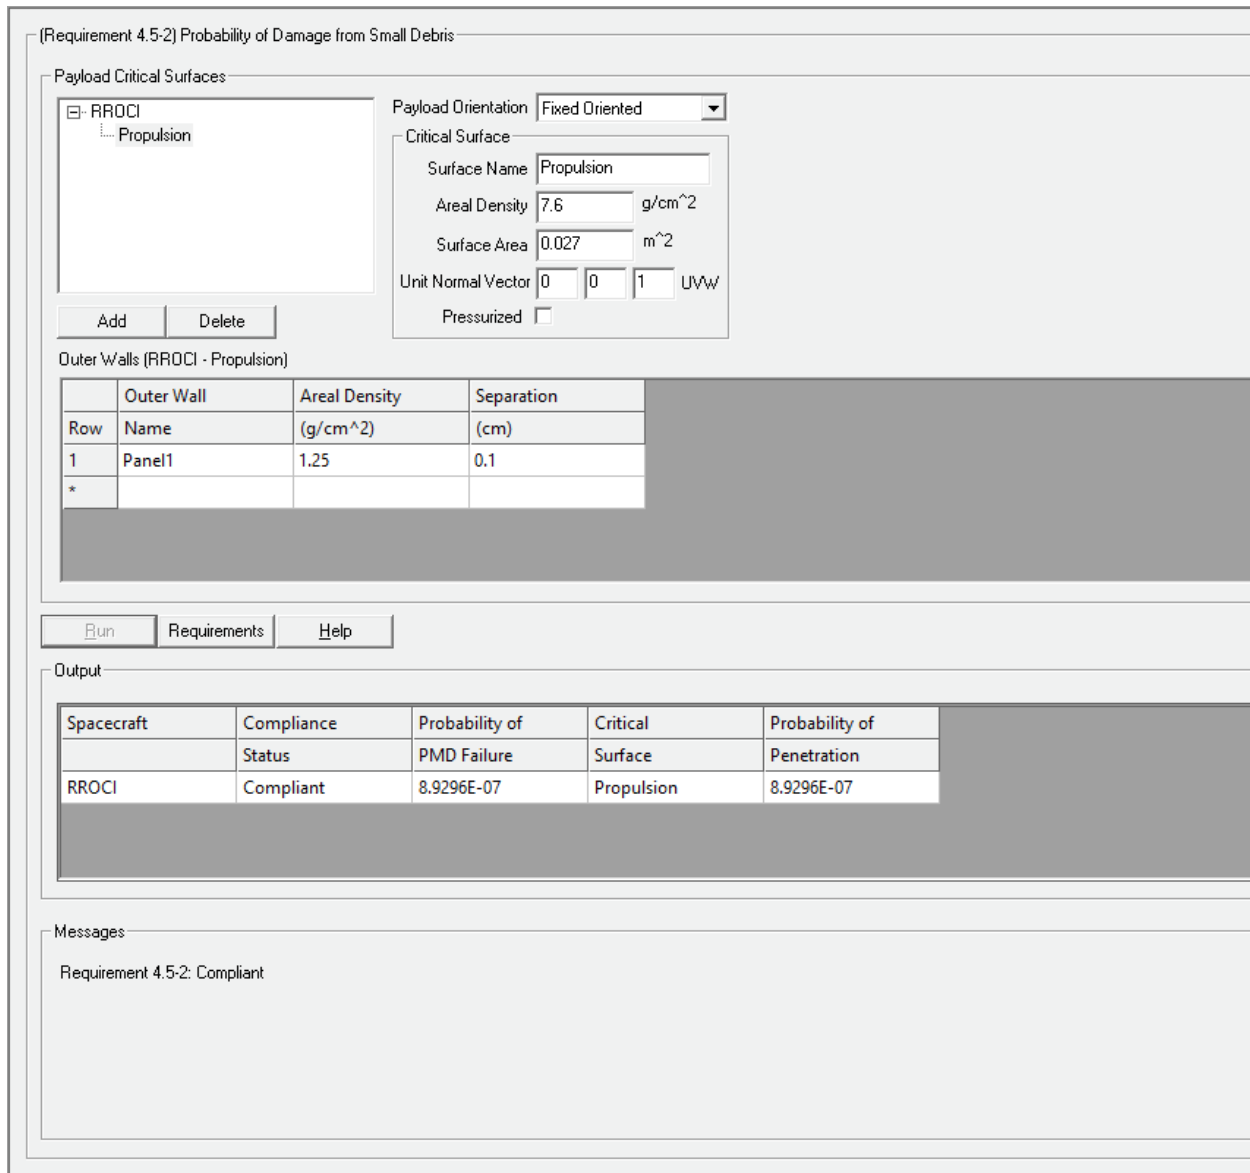 (Requirement 4.5-2) Probability of Damage from Small Debris
Payload Critical Surfaces
RROCI
Propulsion
Payload Orientation Fixed Oriented
Critical Surface
Surface Name Propulsion
Areal Density 7.6 g/cm^2
Surface Area 0.027 m^2
Unit Normal Vector 0 0 1 UVW
Pressurized
Add Delete
Outer Walls (RROCI - Propulsion)
Outer Wall Areal Density Separation
Row Name (g/cm^2) (cm)
1 Panel1 1.25 0.1
*
Run Requirements Help
Output
Spacecraft Compliance Probability of Critical Probability of
Status PMD Failure Surface Penetration
RROCI Compliant 8.9296E-07 Propulsion 8.9296E-07
Messages
Requirement 4.5-2: Compliant